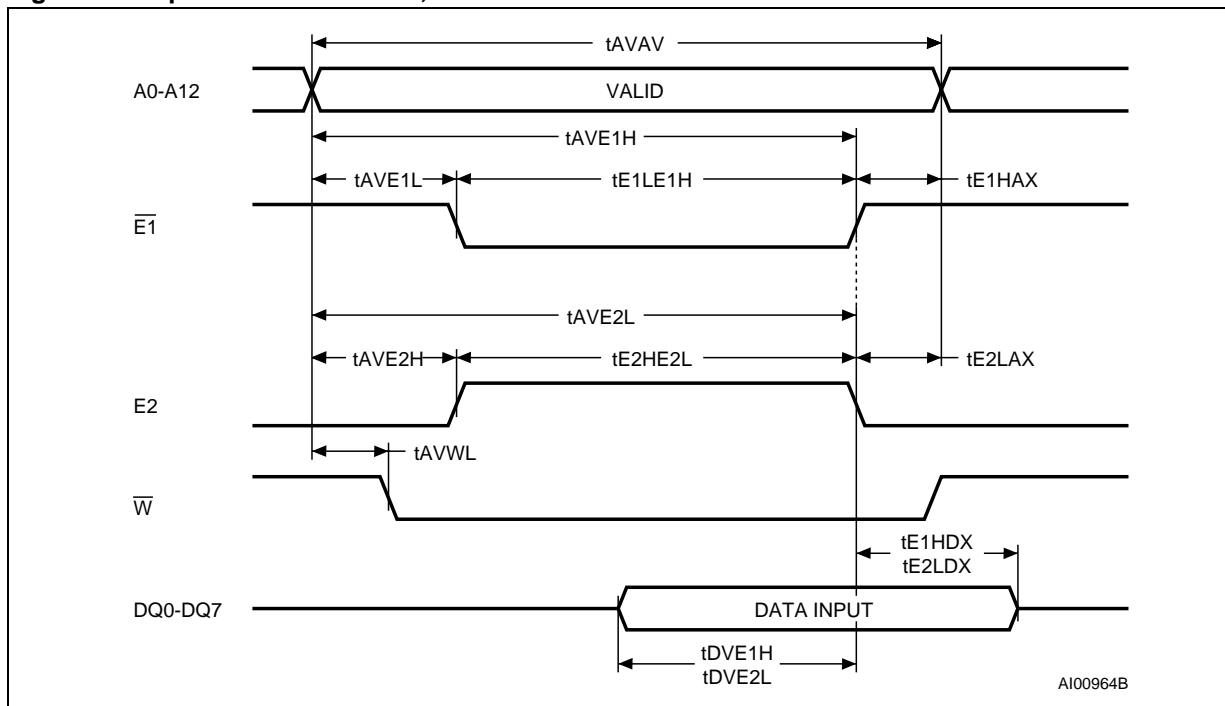 tAVAV
A0-A12
VALID
tAVE1H
tAVE1L
tE1LE1H
tE1HAX
E1
tAVE2L
tAVE2H
tE2HE2L
tE2LAX
E2
tAVWL
W
tE1HDX
tE2LDX
DQ0-DQ7
DATA INPUT
tDVE1H
tDVE2L
AI00964B